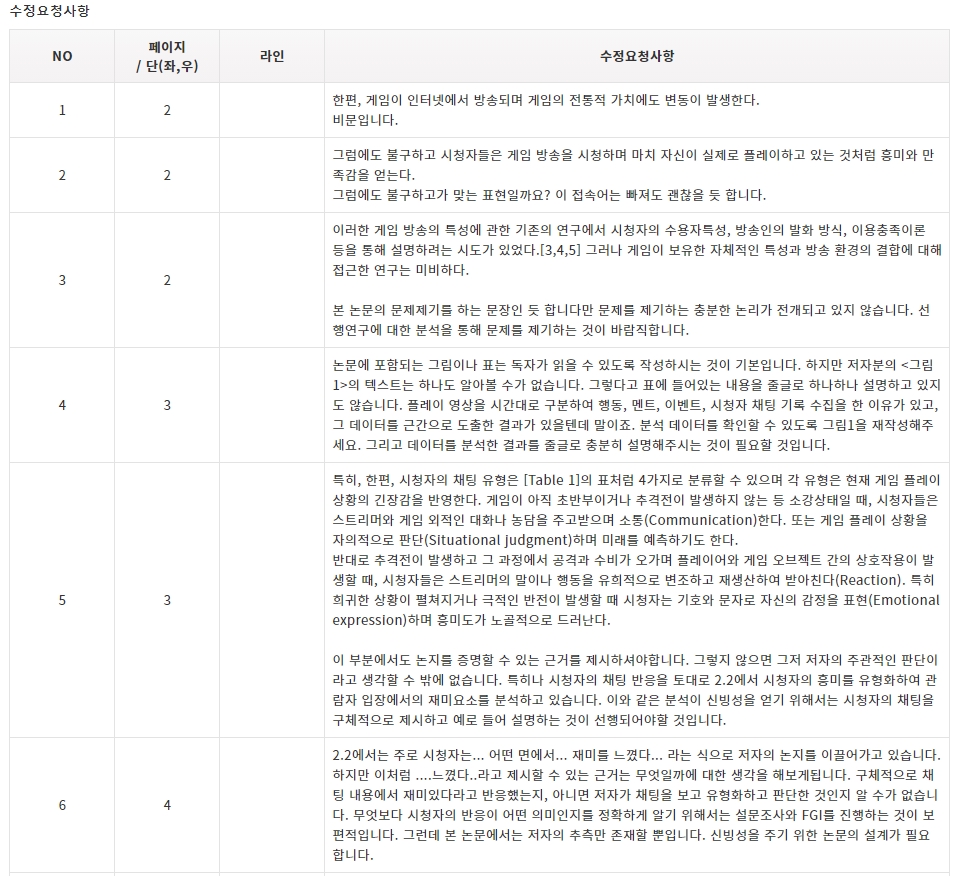 수정요청사항
NO
페이지
/ 단(좌,우)
라인
수정요청사항
1
2
한편, 게임이 인터넷에서 방송되며 게임의 전통적 가치에도 변동이 발생한다.
비문입니다.
2
2
그럼에도 불구하고 시청자들은 게임 방송을 시청하며 마치 자신이 실제로 플레이하고 있는 것처럼 흥미와 만
족감을 얻는다.
그럼에도 불구하고가 맞는 표현일까요? 이 접속어는 빠져도 괜찮을 듯 합니다.
3
2
이러한 게임 방송의 특성에 관한 기존의 연구에서 시청자의 수용자특성, 방송인의 발화 방식, 이용충족이론
등을 통해 설명하려는 시도가 있었다.[3,4,5] 그러나 게임이 보유한 자체적인 특성과 방송 환경의 결합에 대해
접근한 연구는 미비하다.
본 논문의 문제제기를 하는 문장인 듯 합니다만 문제를 제기하는 충분한 논리가 전개되고 있지 않습니다. 선
행연구에 대한 분석을 통해 문제를 제기하는 것이 바람직합니다.
4
3
논문에 포함되는 그림이나 표는 독자가 읽을 수 있도록 작성하시는 것이 기본입니다. 하지만 저자분의 <그림
1>의 텍스트는 하나도 알아볼 수가 없습니다. 그렇다고 표에 들어있는 내용을 줄글로 하나하나 설명하고 있지
도 않습니다. 플레이 영상을 시간대로 구분하여 행동, 멘트, 이벤트, 시청자 채팅 기록 수집을 한 이유가 있고,
그 데이터를 근간으로 도출한 결과가 있을텐데 말이죠. 분석 데이터를 확인할 수 있도록 그림1을 재작성해주
세요. 그리고 데이터를 분석한 결과를 줄글로 충분히 설명해주시는 것이 필요할 것입니다.
5
3
특히, 한편, 시청자의 채팅 유형은 [Table 1]의 표처럼 4가지로 분류할 수 있으며 각 유형은 현재 게임 플레이
상황의 긴장감을 반영한다. 게임이 아직 초반부이거나 추격전이 발생하지 않는 등 소강상태일 때, 시청자들은
스트리머와 게임 외적인 대화나 농담을 주고받으며 소통(Communication)한다. 또는 게임 플레이 상황을
자의적으로 판단(Situational judgment)하며 미래를 예측하기도 한다.
반대로 추격전이 발생하고 그 과정에서 공격과 수비가 오가며 플레이어와 게임 오브젝트 간의 상호작용이 발
생할 때, 시청자들은 스트리머의 말이나 행동을 유희적으로 변조하고 재생산하여 받아친다(Reaction). 특히
희귀한 상황이 펼쳐지거나 극적인 반전이 발생할 때 시청자는 기호와 문자로 자신의 감정을 표현(Emotional
expression)하며 흥미도가 노골적으로 드러난다.
이 부분에서도 논지를 증명할 수 있는 근거를 제시하셔야합니다. 그렇지 않으면 그저 저자의 주관적인 판단이
라고 생각할 수 밖에 없습니다. 특히나 시청자의 채팅 반응을 토대로 2.2에서 시청자의 흥미를 유형화하여 관
람자 입장에서의 재미요소를 분석하고 있습니다. 이와 같은 분석이 신빙성을 얻기 위해서는 시청자의 채팅을
구체적으로 제시하고 예로 들어 설명하는 것이 선행되어야할 것입니다.
6
4
2.2에서는 주로 시청자는... 어떤 면에서... 재미를 느꼈다... 라는 식으로 저자의 논지를 이끌어가고 있습니다.
하지만 이처럼 ....느꼈다..라고 제시할 수 있는 근거는 무엇일까에 대한 생각을 해보게됩니다. 구체적으로 채
팅 내용에서 재미있다라고 반응했는지, 아니면 저자가 채팅을 보고 유형화하고 판단한 것인지 알 수가 없습니
다. 무엇보다 시청자의 반응이 어떤 의미인지를 정확하게 알기 위해서는 설문조사와 FGI를 진행하는 것이 보
편적입니다. 그런데 본 논문에서는 저자의 추측만 존재할 뿐입니다. 신빙성을 주기 위한 논문의 설계가 필요
합니다.